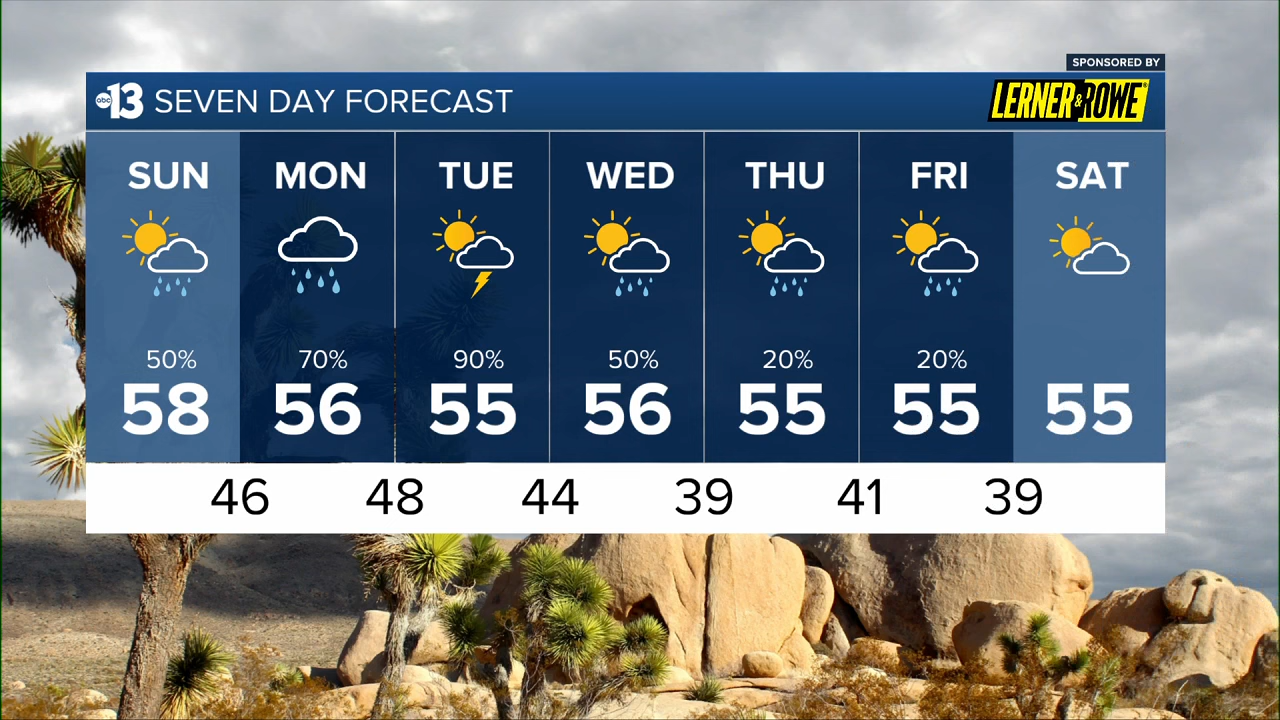 SPONSORED BY
abc 13 SEVEN DAY FORECAST LERNER & ROWE®
SUN MON TUE WED THU FRI SAT
50% 70% 90% 50% 20% 20%
58 56 55 56 55 55 55
46 48 44 39 41 39